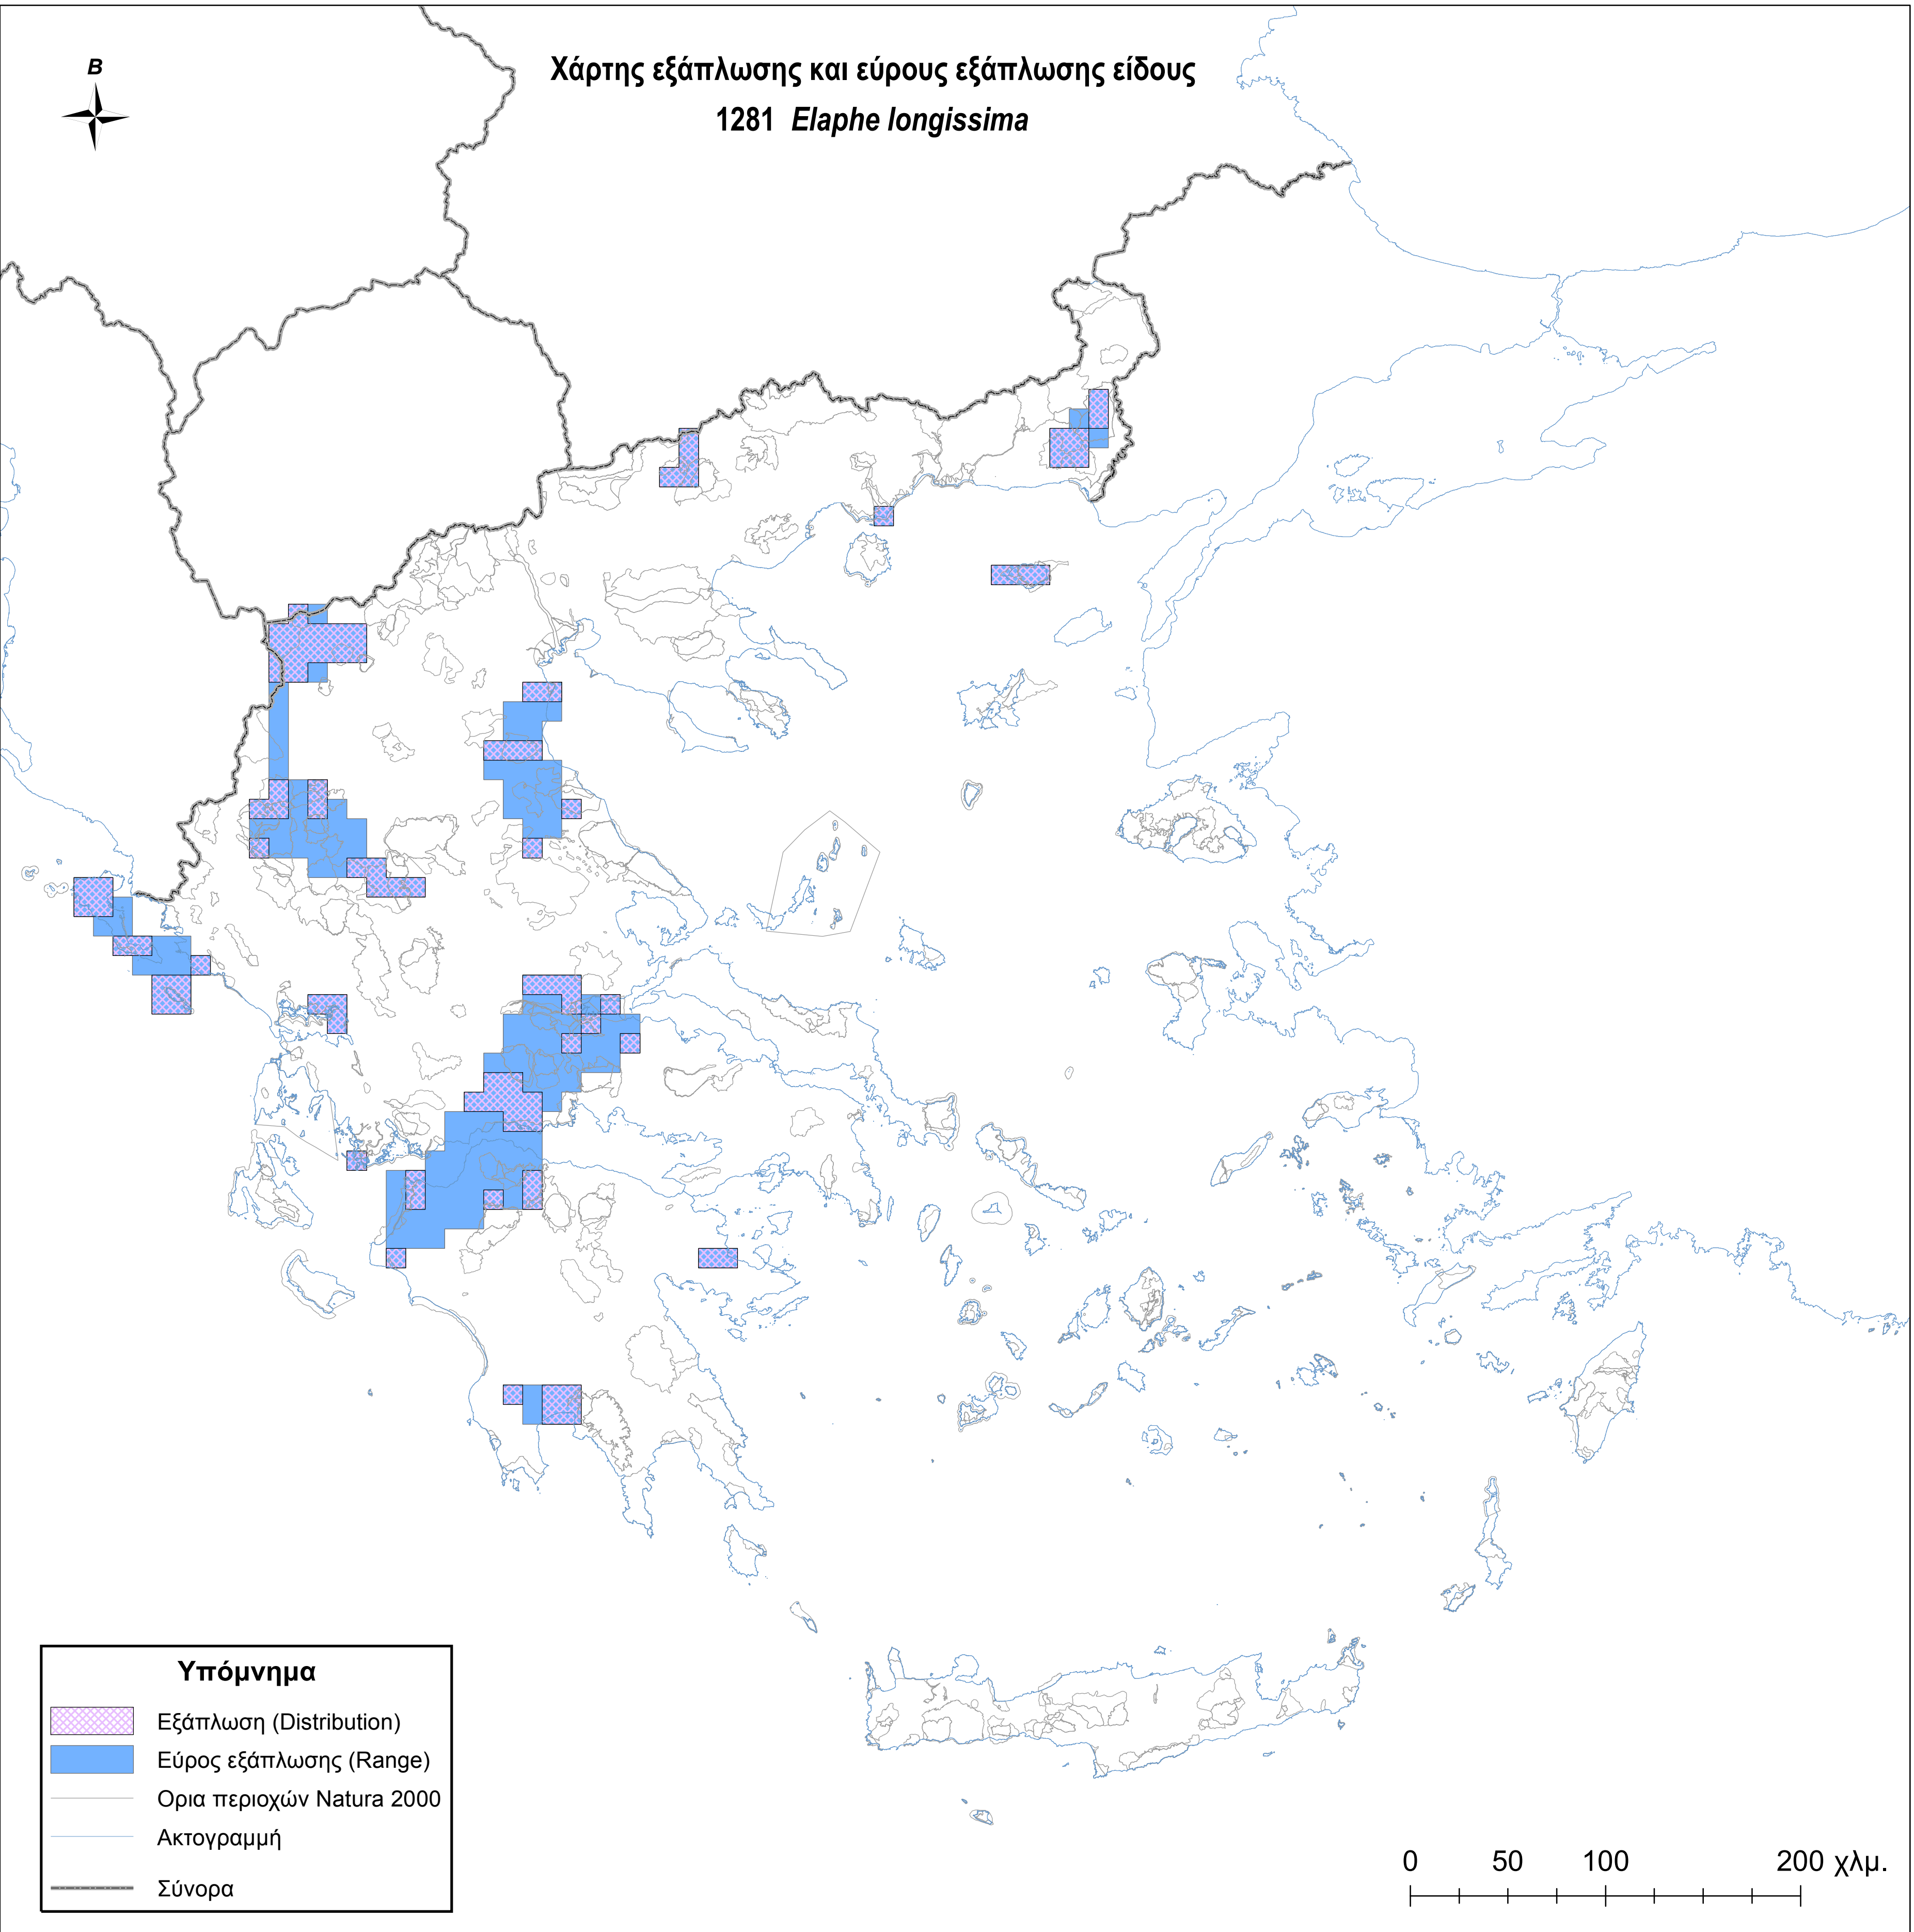 Χάρτης εξάπλωσης και εύρους εξάπλωσης είδους
1281 Elaphe longissima
B
Υπόμνημα
Εξάπλωση (Distribution)
Εύρος εξάπλωσης (Range)
Ορια περιοχών Natura 2000
Ακτογραμμή
Σύνορα
0 50 100 200 χλμ.